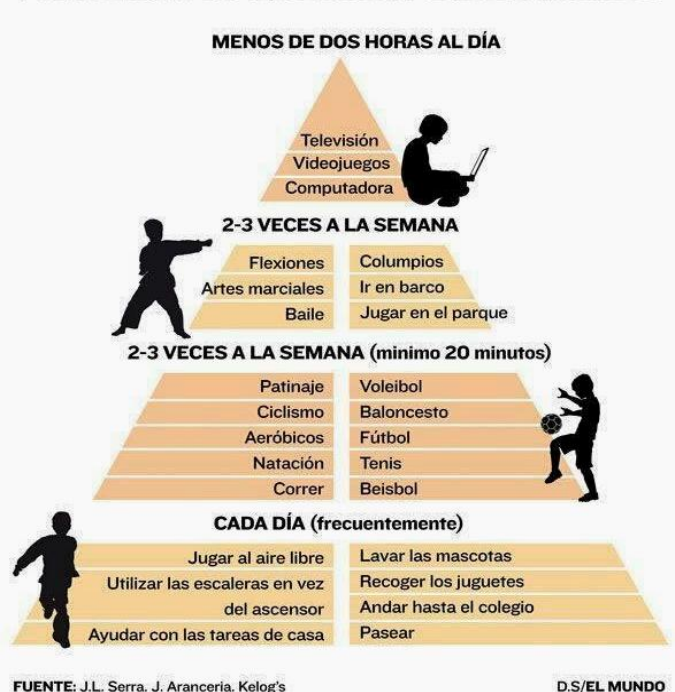 MENOS DE DOS HORAS AL DÍA
Televisión
Videojuegos
Computadora
2-3 VECES A LA SEMANA
Flexiones
Artes marciales
Baile
Columpios
Ir en barco
Jugar en el parque
2-3 VECES A LA SEMANA (minimo 20 minutos)
Patinaje
Ciclismo
Aeróbicos
Natación
Correr
Voleibol
Baloncesto
Fútbol
Tenis
Beisbol
CADA DÍA (frecuentemente)
Jugar al aire libre
Utilizar las escaleras en vez
del ascensor
Ayudar con las tareas de casa
Lavar las mascotas
Recoger los juguetes
Andar hasta el colegio
Pasear
FUENTE: J.L. Serra. J. Aranceria. Kelog's
D.S/EL MUNDO